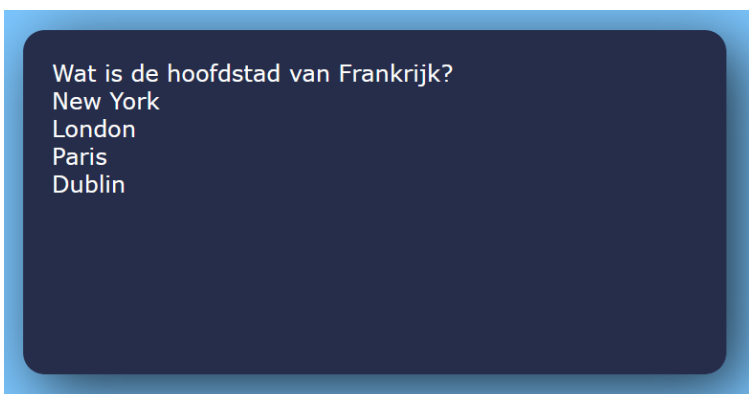 Wat is de hoofdstad van Frankrijk?
New York
London
Paris
Dublin